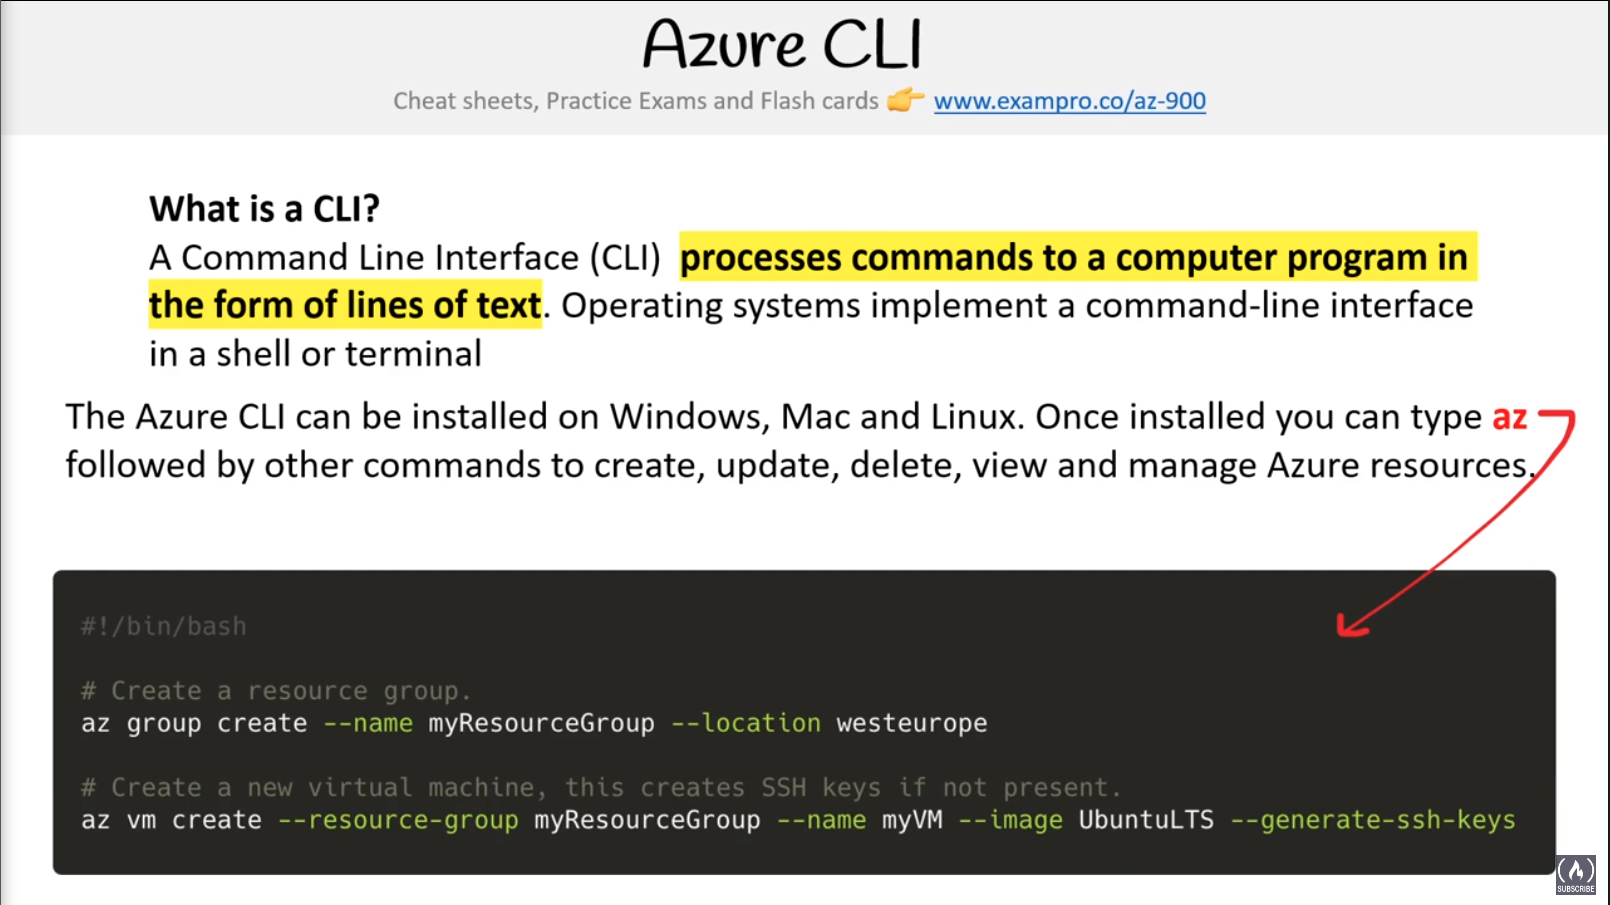 Azure CLI
Cheat sheets, Practice Exams and Flash cards 👉 www.exampro.co/az-900
What is a CLI?
A Command Line Interface (CLI) processes commands to a computer program in
the form of lines of text. Operating systems implement a command-line interface
in a shell or terminal
The Azure CLI can be installed on Windows, Mac and Linux. Once installed you can type az
followed by other commands to create, update, delete, view and manage Azure resources.
#!/bin/bash
# Create a resource group.
az group create --name myResourceGroup --location westeurope
# Create a new virtual machine, this creates SSH keys if not present.
az vm create --resource-group myResourceGroup --name myVM --image UbuntuLTS --generate-ssh-keys
SUBSCRIBE